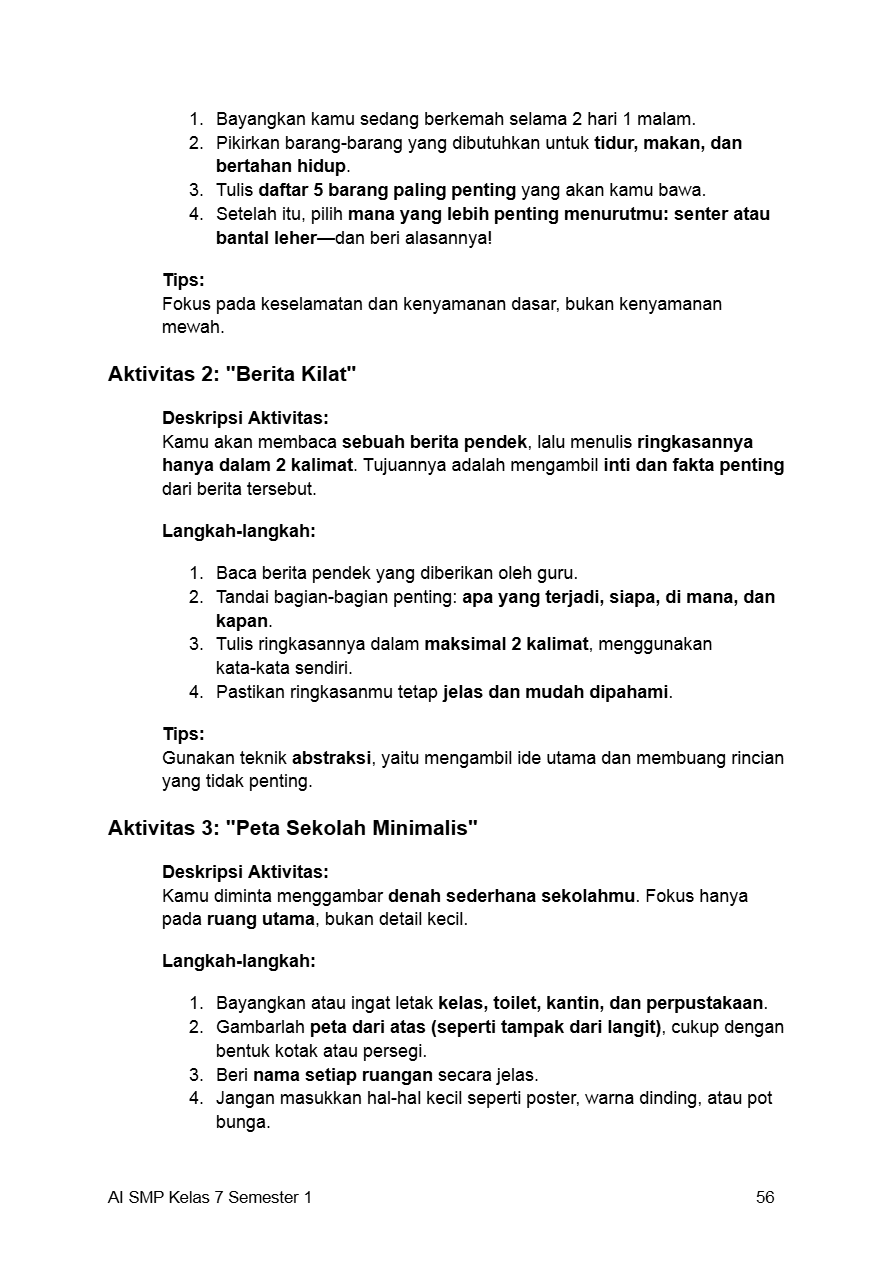 1. Bayangkan kamu sedang berkemah selama 2 hari 1 malam.
2. Pikirkan barang-barang yang dibutuhkan untuk tidur, makan, dan
bertahan hidup.
3. Tulis daftar 5 barang paling penting yang akan kamu bawa.
4. Setelah itu, pilih mana yang lebih penting menurutmu: senter atau
bantal leher—dan beri alasannya!
Tips:
Fokus pada keselamatan dan kenyamanan dasar, bukan kenyamanan
mewah.
Aktivitas 2: "Berita Kilat"
Deskripsi Aktivitas:
Kamu akan membaca sebuah berita pendek, lalu menulis ringkasannya
hanya dalam 2 kalimat. Tujuannya adalah mengambil inti dan fakta penting
dari berita tersebut.
Langkah-langkah:
1. Baca berita pendek yang diberikan oleh guru.
2. Tandai bagian-bagian penting: apa yang terjadi, siapa, di mana, dan
kapan.
3. Tulis ringkasannya dalam maksimal 2 kalimat, menggunakan
kata-kata sendiri.
4. Pastikan ringkasanmu tetap jelas dan mudah dipahami.
Tips:
Gunakan teknik abstraksi, yaitu mengambil ide utama dan membuang rincian
yang tidak penting.
Aktivitas 3: "Peta Sekolah Minimalis"
Deskripsi Aktivitas:
Kamu diminta menggambar denah sederhana sekolahmu. Fokus hanya
pada ruang utama, bukan detail kecil.
Langkah-langkah:
1. Bayangkan atau ingat letak kelas, toilet, kantin, dan perpustakaan.
2. Gambarlah peta dari atas (seperti tampak dari langit), cukup dengan
bentuk kotak atau persegi.
3. Beri nama setiap ruangan secara jelas.
4. Jangan masukkan hal-hal kecil seperti poster, warna dinding, atau pot
bunga.
AI SMP Kelas 7 Semester 1 56